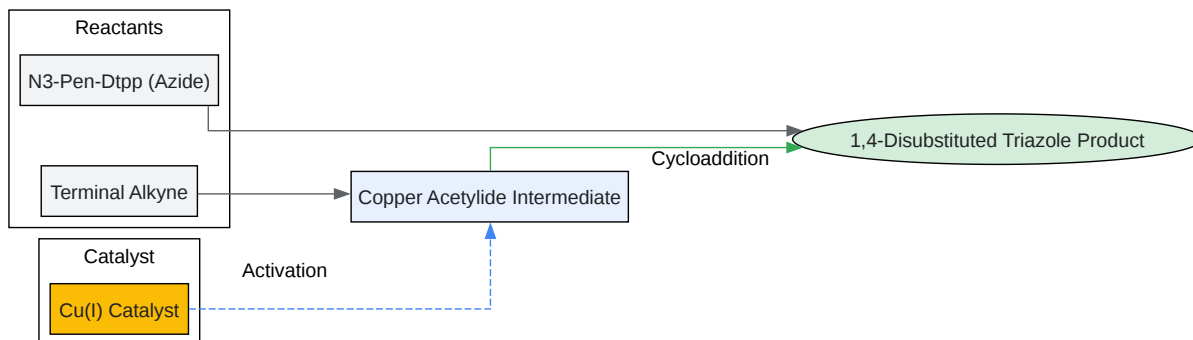 Reactants
N3-Pen-Dtpp (Azide)
1,4-Disubstituted Triazole Product
Cycloaddition
Terminal Alkyne
Copper Acetylide Intermediate
Catalyst
Activation
Cu(I) Catalyst